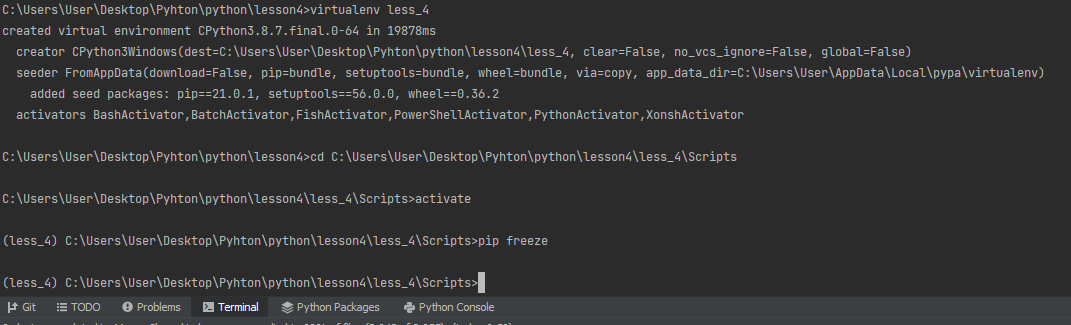 C:\Users\User\Desktop\Pyhton\python\lesson4>virtualenv less_4
created virtual environment CPython3.8.7.final.0-64 in 19878ms
  creator CPython3Windows(dest=C:\Users\User\Desktop\Pyhton\python\lesson4\less_4, clear=False, no_vcs_ignore=False, global=False)
  seeder FromAppData(download=False, pip=bundle, setuptools=bundle, wheel=bundle, via=copy, app_data_dir=C:\Users\User\AppData\Local\pypa\virtualenv)
    added seed packages: pip==21.0.1, setuptools==56.0.0, wheel==0.36.2
  activators BashActivator,BatchActivator,FishActivator,PowerShellActivator,PythonActivator,XonshActivator
C:\Users\User\Desktop\Pyhton\python\lesson4>cd C:\Users\User\Desktop\Pyhton\python\lesson4\less_4\Scripts
C:\Users\User\Desktop\Pyhton\python\lesson4\less_4\Scripts>activate
(less_4) C:\Users\User\Desktop\Pyhton\python\lesson4\less_4\Scripts>pip freeze
(less_4) C:\Users\User\Desktop\Pyhton\python\lesson4\less_4\Scripts>
Git TODO Problems Terminal Python Packages Python Console